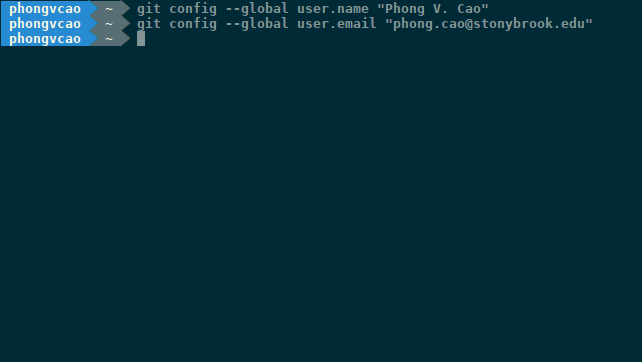 phongvcao ~ git config --global user.name "Phong V. Cao"
phongvcao ~ git config --global user.email "phong.cao@stonybrook.edu"
phongvcao ~